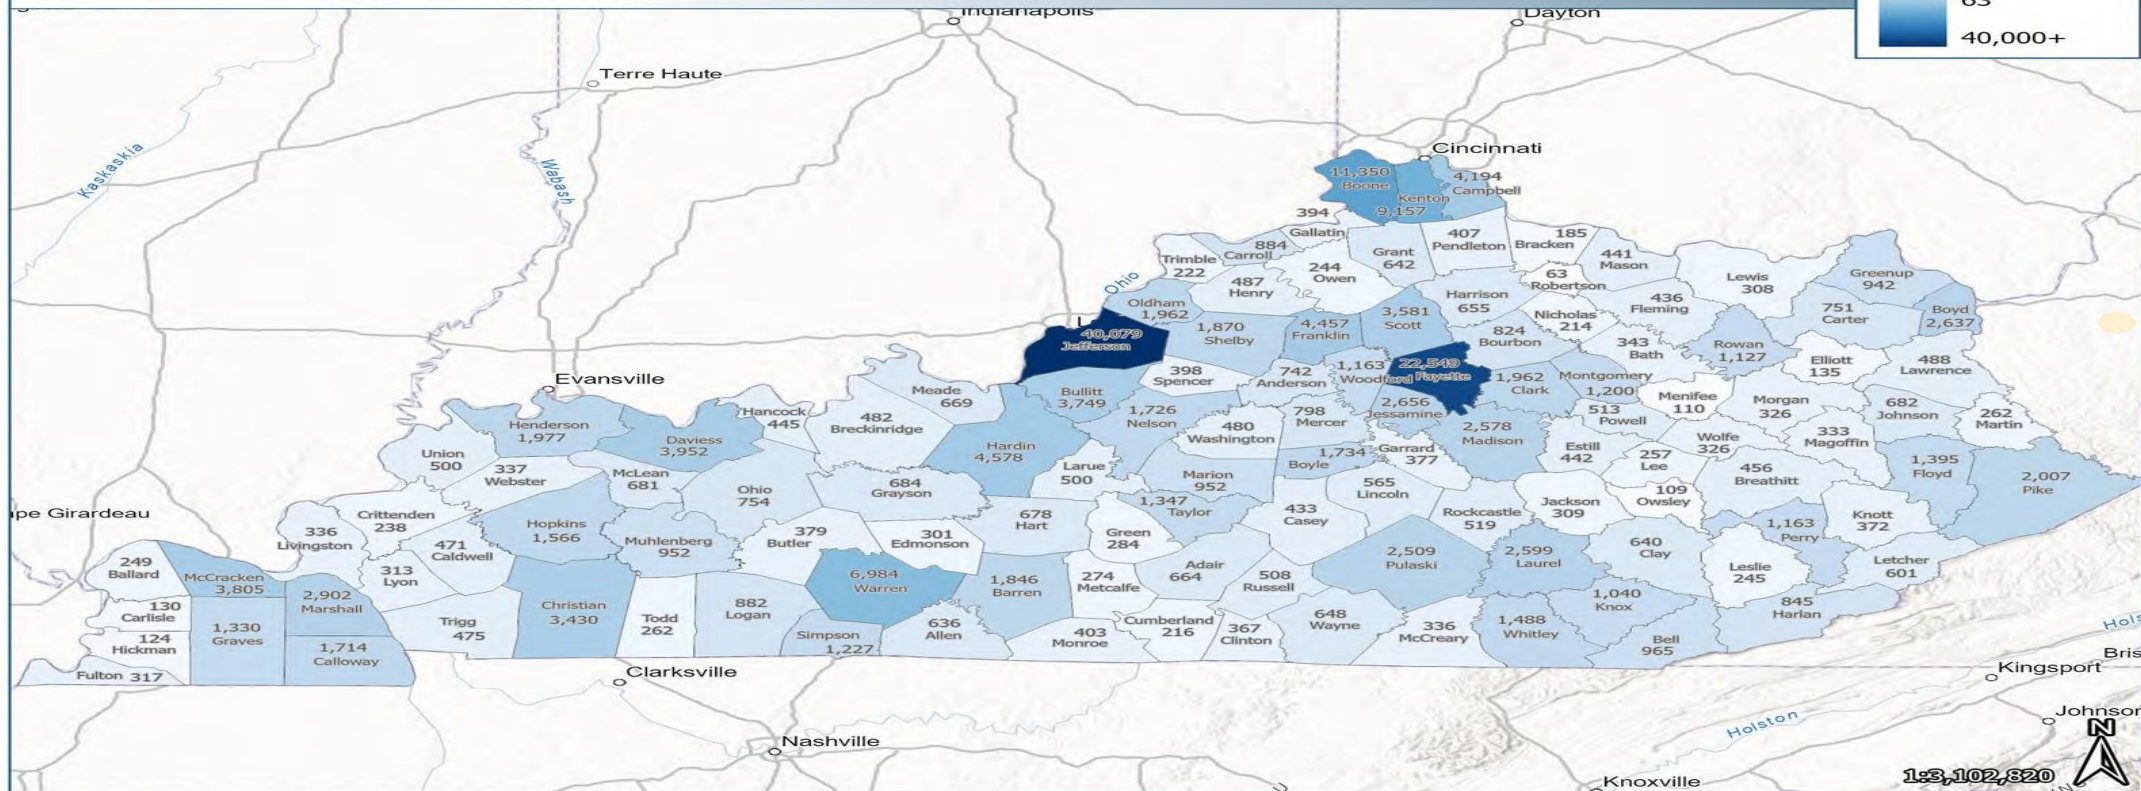 Indianapolis
Dayton
63
40,000+
Terre Haute
Kaskaskia
Wabash
Cincinnati
11,350
Boone
Kenton
9,157
4,194
Campbell
394
Gallatin
884
Carroll
Trimble
222
Ohio
487
Henry
244
Owen
Grant
642
407
Pendleton
185
Bracken
441
Mason
63
Robertson
Lewis
308
Greenup
942
Boyd
2,637
751
Carter
436
Fleming
Nicholas
214
Harrison
655
3,581
Scott
4,457
Franklin
1,870
Shelby
Oldham
1,962
40,079
Jefferson
398
Spencer
742
Anderson
1,163
Woodford
22,549
Fayette
824
Bourbon
343
Bath
Rowan
1,127
Elliott
135
488
Lawrence
1,962
Clark
Montgomery
1,200
Menifee
110
Morgan
326
682
Johnson
262
Martin
Evansville
Henderson
1,977
Daviess
3,952
Hancock
445
Meade
669
482
Breckinridge
Bullitt
3,749
1,726
Nelson
480
Washington
798
Mercer
2,656
Jessamine
2,578
Madison
513
Powell
Estill
442
257
Lee
Wolfe
326
333
Magoffin
1,395
Floyd
2,007
Pike
Union
500
337
Webster
McLean
681
Ohio
754
684
Grayson
Hardin
4,578
Larue
500
Marion
952
1,734
Boyle
Garrard
377
565
Lincoln
Rockcastle
519
Jackson
309
109
Owsley
456
Breathitt
1,163
Perry
Knott
372
Letcher
601
ipe Girardeau
336
Livingston
Crittenden
238
471
Caldwell
Hopkins
1,566
Muhlenberg
952
379
Butler
301
Edmonson
678
Hart
Green
284
1,347
Taylor
433
Casey
2,509
Pulaski
2,599
Laurel
640
Clay
Leslie
245
845
Harlan
249
Ballard
McCracken
3,805
2,902
Marshall
313
Lyon
Trigg
475
Christian
3,430
Todd
262
882
Logan
6,984
Warren
Simpson
1,227
636
Allen
1,846
Barren
274
Metcalfe
403
Monroe
Adair
664
Cumberland
216
508
Russell
367
Clinton
648
Wayne
336
McCreary
1,488
Whitley
1,040
Knox
Bell
965
130
Carlisle
124
Hickman
1,330
Graves
1,714
Calloway
Fulton 317
Clarksville
Nashville
Knoxville
Holston
Hols
Bris
Kingsport
Johnson
N
1:3,102,820